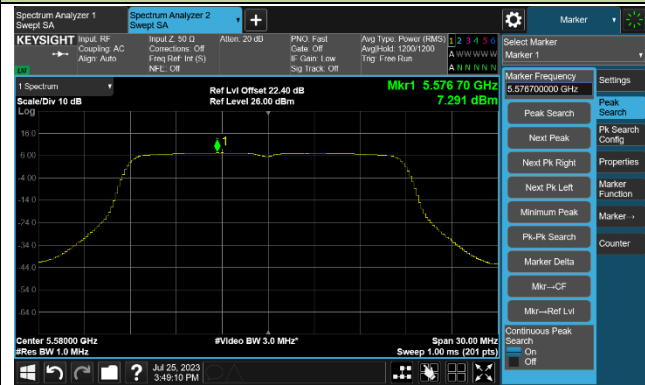 Spectrum Analyzer 1
Swept SA
Spectrum Analyzer 2
Swept SA
Marker
KEYSIGHT
Input: RF
Coupling: AC
Align: Auto
Input Z: 50 Ω
Corrections: Off
Freq Ref: Int (S)
NFE: Off
Atten: 20 dB
PNO: Fast
Gate: Off
IF Gain: Low
Sig Track: Off
Avg Type: Power (RMS)
Avg|Hold: 1200/1200
Trig: Free Run
1 2 3 4 5 6
A W W W W W
A N N N N N
LXI
Select Marker
Marker 1
1 Spectrum
Scale/Div 10 dB
Log
Ref Lvl Offset 22.40 dB
Ref Level 26.00 dBm
Mkr1 5.576 70 GHz
7.291 dBm
16.0
6.00
-4.00
-14.0
-24.0
-34.0
-44.0
-54.0
-64.0
1
Center 5.58000 GHz
#Res BW 1.0 MHz
#Video BW 3.0 MHz*
Span 30.00 MHz
Sweep 1.00 ms (201 pts)
Marker Frequency
5.576700000 GHz
Peak Search
Next Peak
Next Pk Right
Next Pk Left
Minimum Peak
Pk-Pk Search
Marker Delta
Mkr→CF
Mkr→Ref Lvl
Continuous Peak
Search
On
Off
Settings
Peak
Search
Pk Search
Config
Properties
Marker
Function
Marker→
Counter
Jul 25, 2023
3:49:10 PM